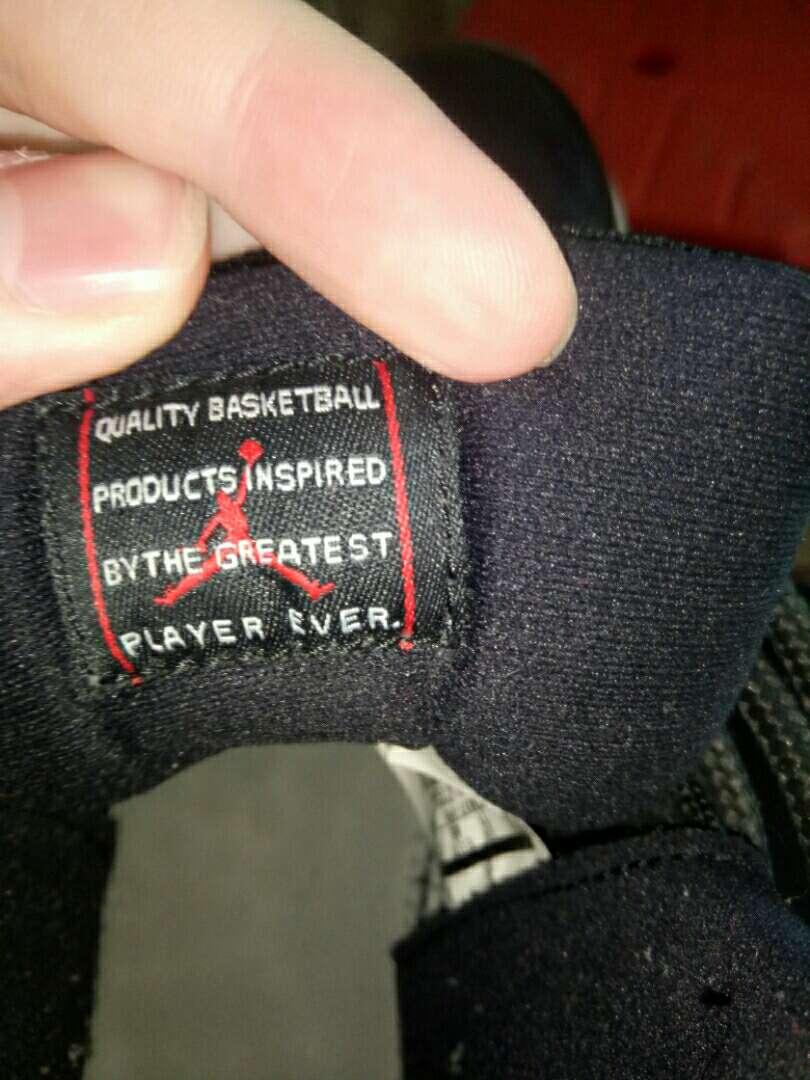 QUALITY BASKETBALL
PRODUCTS INSPIRED
BY THE GREATEST
PLAYER EVER.